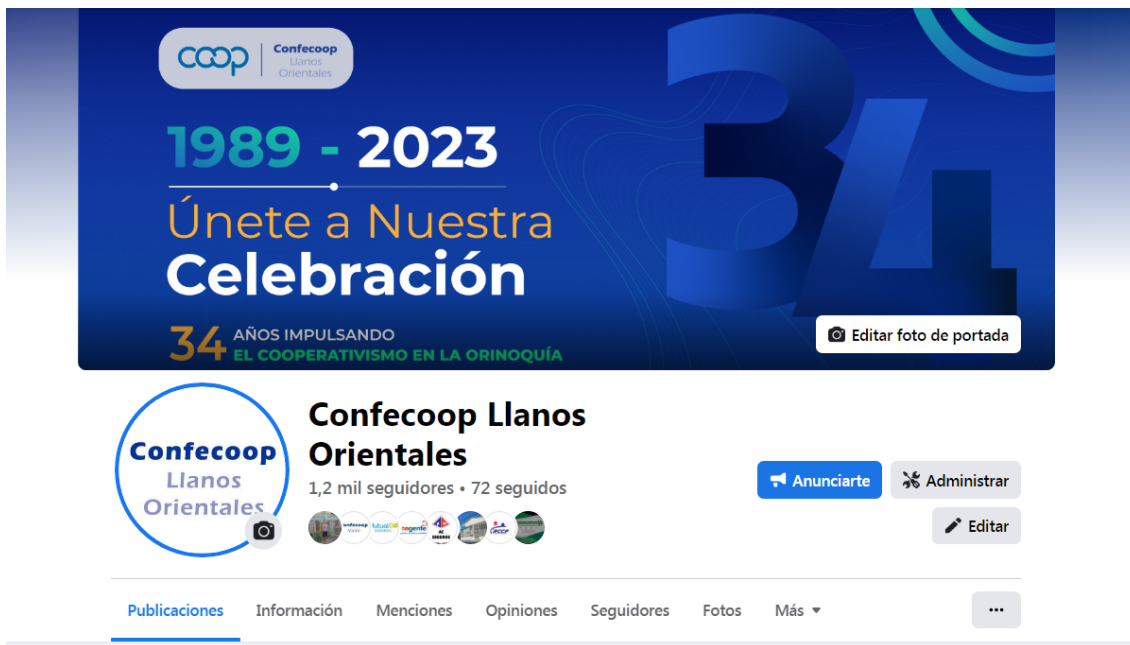 coop
Confecoop
Llanos
Orientales
34
1989 - 2023
Únete a Nuestra
Celebración
34 AÑOS IMPULSANDO
EL COOPERATIVISMO EN LA ORINOQUÍA
Editar foto de portada
Confecoop
Llanos
Orientales
Confecoop Llanos
Orientales
1,2 mil seguidores • 72 seguidos
Anunciarte
Administrar
Editar
Publicaciones Información Menciones Opiniones Seguidores Fotos Más